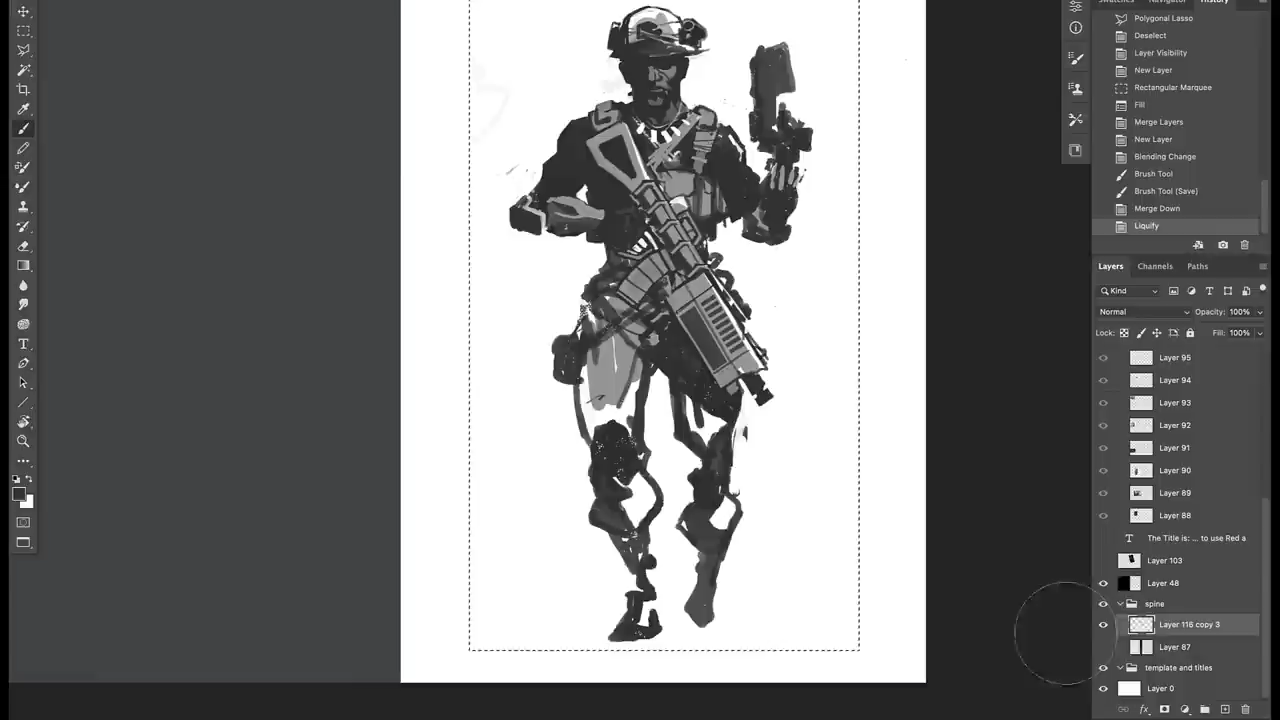 Swatches Navigator History
Polygonal Lasso
Deselect
Layer Visibility
New Layer
Rectangular Marquee
Fill
Merge Layers
New Layer
Blending Change
Brush Tool
Brush Tool (Save)
Merge Down
Liquify
Layers Channels Paths
Kind
Normal Opacity: 100%
Lock: Fill: 100%
Layer 95
Layer 94
Layer 93
Layer 92
Layer 91
Layer 90
Layer 89
Layer 88
T The Title is: ... to use Red a
Layer 103
Layer 48
spine
Layer 116 copy 3
Layer 87
template and titles
Layer 0
fx